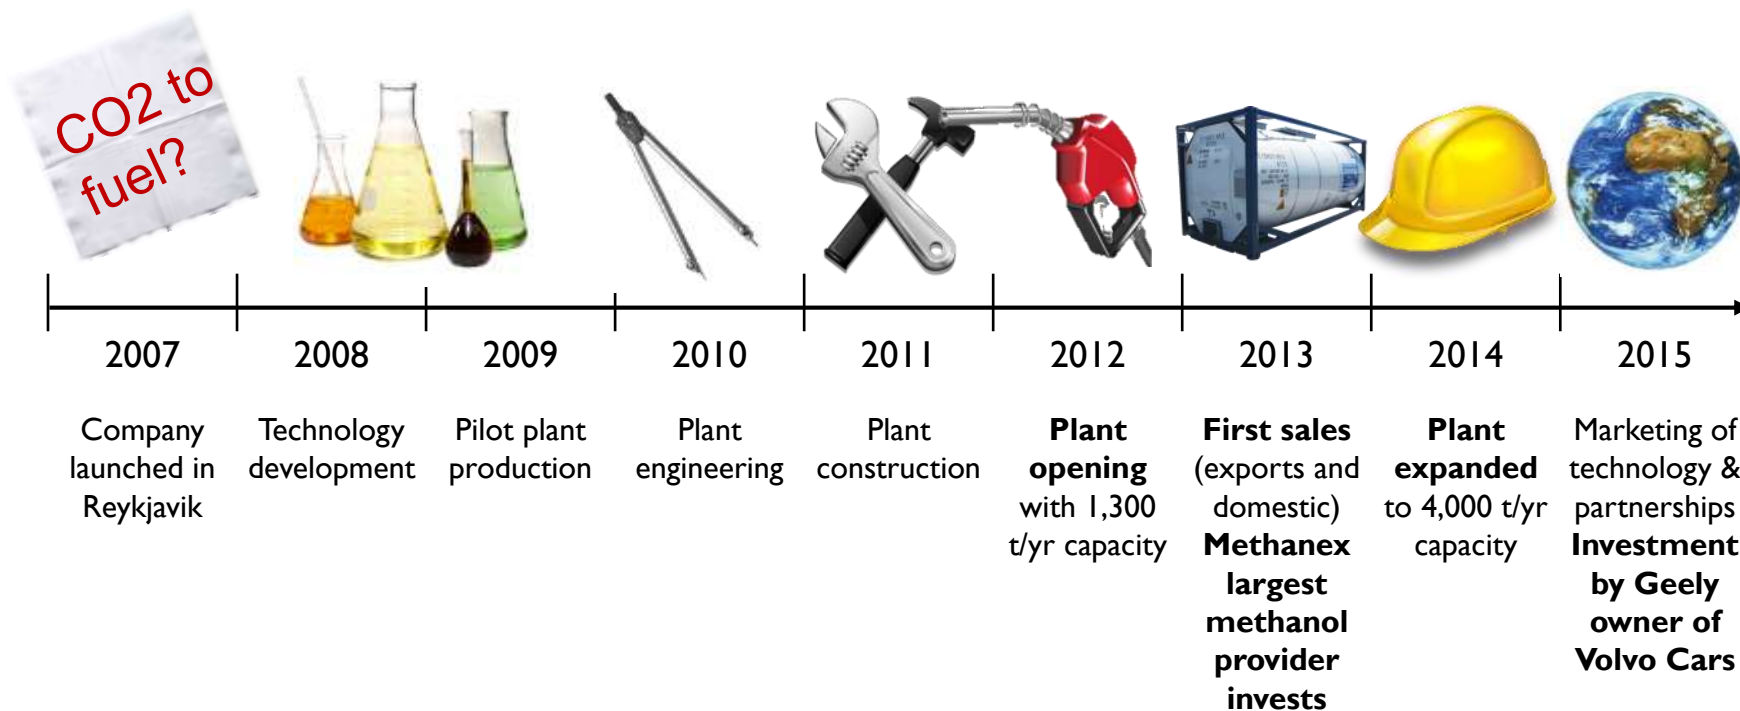 CO2 to
fuel?
2007
2008
2009
2010
2011
2012
2013
2014
2015
Company
launched in
Reykjavik
Technology
development
Pilot plant
production
Plant
engineering
Plant
construction
Plant
opening
with 1,300
t/yr capacity
First sales
(exports and
domestic)
Methanex
largest
methanol
provider
invests
Plant
expanded
to 4,000 t/yr
capacity
Marketing of
technology &
partnerships
Investment
by Geely
owner of
Volvo Cars